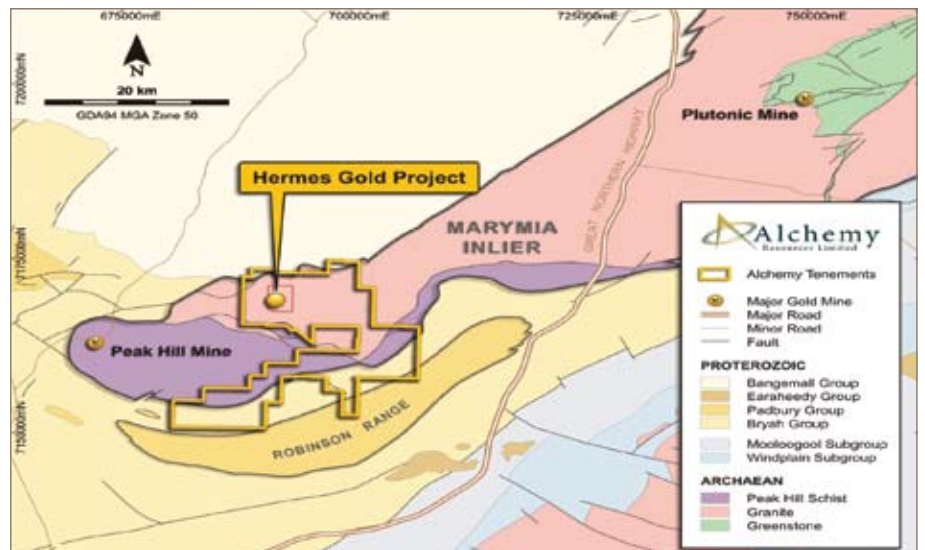 675000mE 700000mE 725000mE 750000mE
7200000mN
N
20 km
GDA94 MGA Zone 50
Plutonic Mine
Hermes Gold Project
GREAT NORTHERN HIGHWAY
MARYMIA
INLIER
7175000mN
Peak Hill Mine
7150000mN
ROBINSON RANGE
Alchemy
Resources Limited
Alchemy Tenements
Major Gold Mine
Major Road
Minor Road
Fault
PROTEROZOIC
Bangemall Group
Earaheedy Group
Padbury Group
Bryah Group
Mooloogool Subgroup
Windplain Subgroup
ARCHAEAN
Peak Hill Schist
Granite
Greenstone